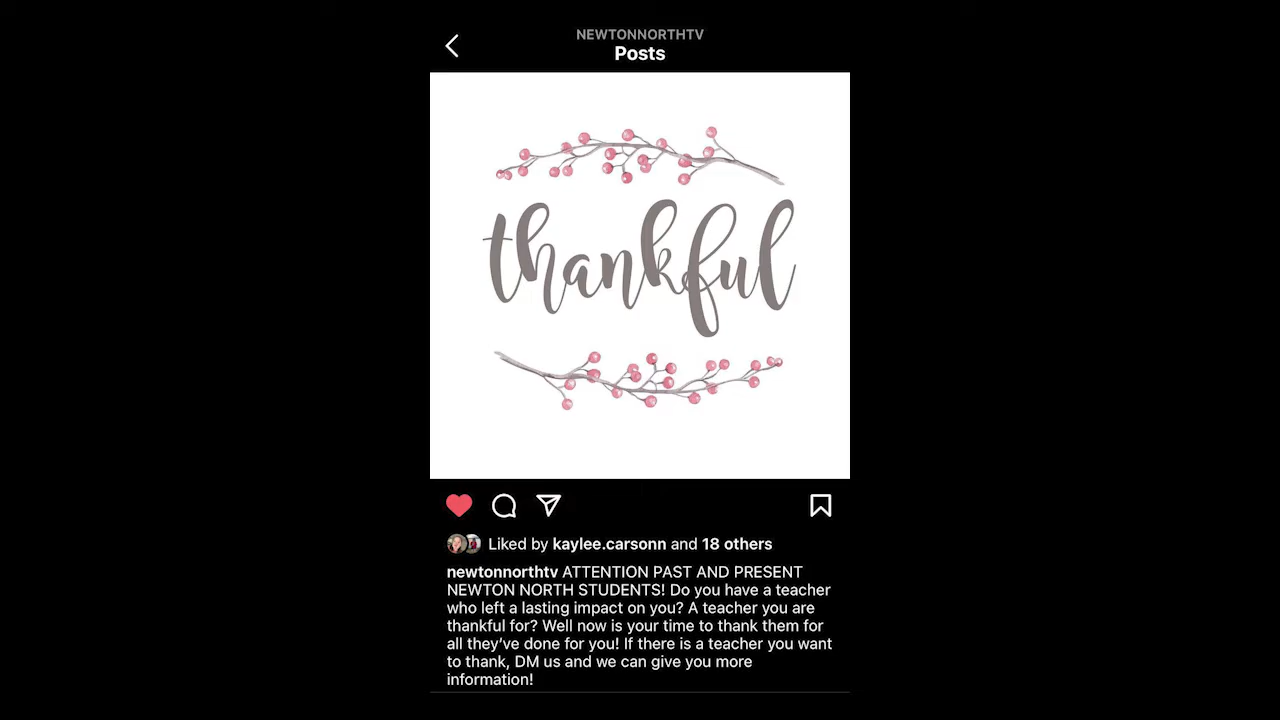 NEWTONNORTHTV
Posts
thankful
Liked by kaylee.carsonn and 18 others
newtonnorthtv ATTENTION PAST AND PRESENT
NEWTON NORTH STUDENTS! Do you have a teacher
who left a lasting impact on you? A teacher you are
thankful for? Well now is your time to thank them for
all they’ve done for you! If there is a teacher you want
to thank, DM us and we can give you more
information!